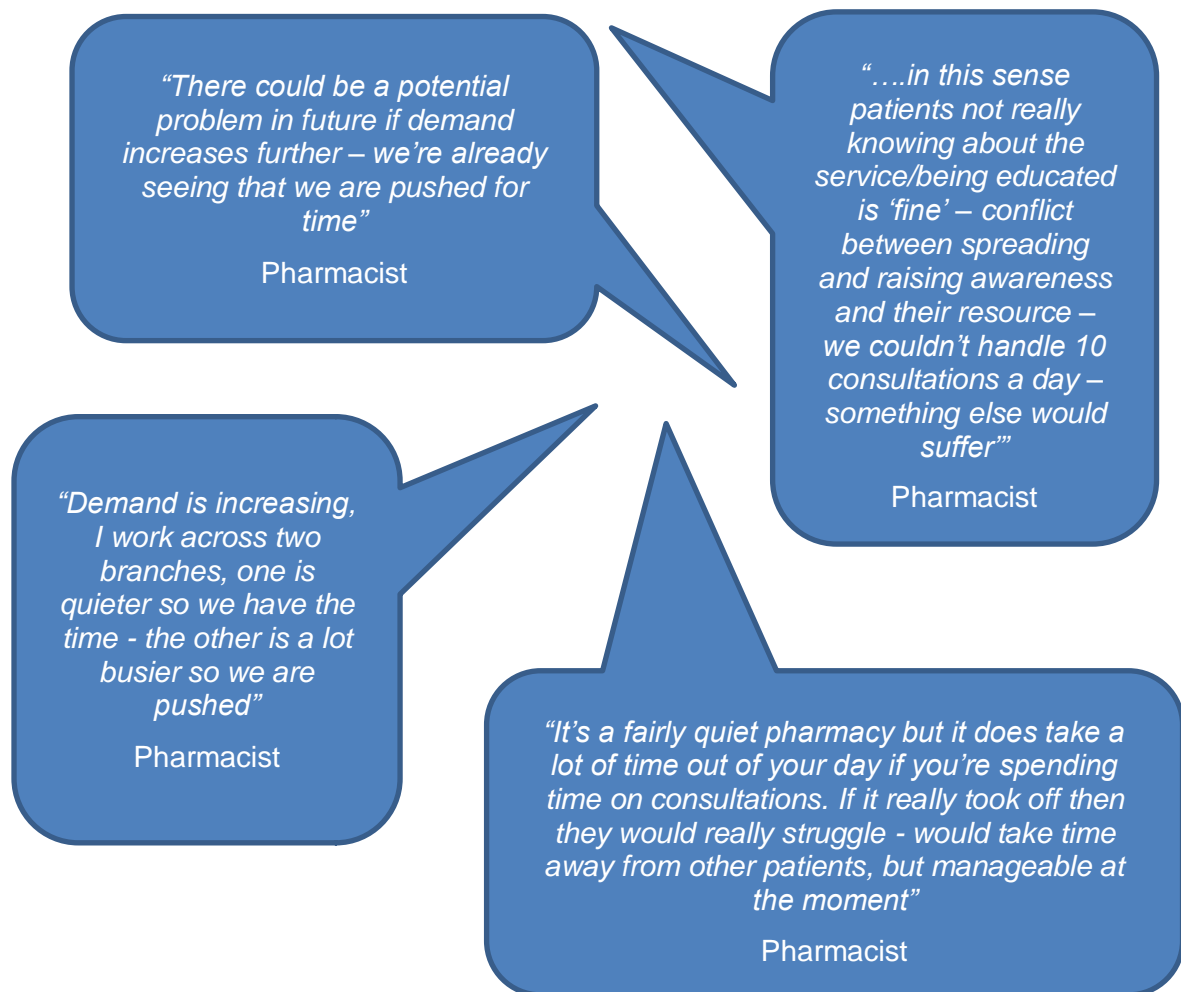 “There could be a potential
problem in future if demand
increases further – we’re already
seeing that we are pushed for
time”
Pharmacist
“….in this sense
patients not really
knowing about the
service/being educated
is ‘fine’ – conflict
between spreading
and raising awareness
and their resource –
we couldn’t handle 10
consultations a day –
something else would
suffer’”
Pharmacist
“Demand is increasing,
I work across two
branches, one is
quieter so we have the
time - the other is a lot
busier so we are
pushed”
Pharmacist
“It’s a fairly quiet pharmacy but it does take a
lot of time out of your day if you’re spending
time on consultations. If it really took off then
they would really struggle - would take time
away from other patients, but manageable at
the moment”
Pharmacist